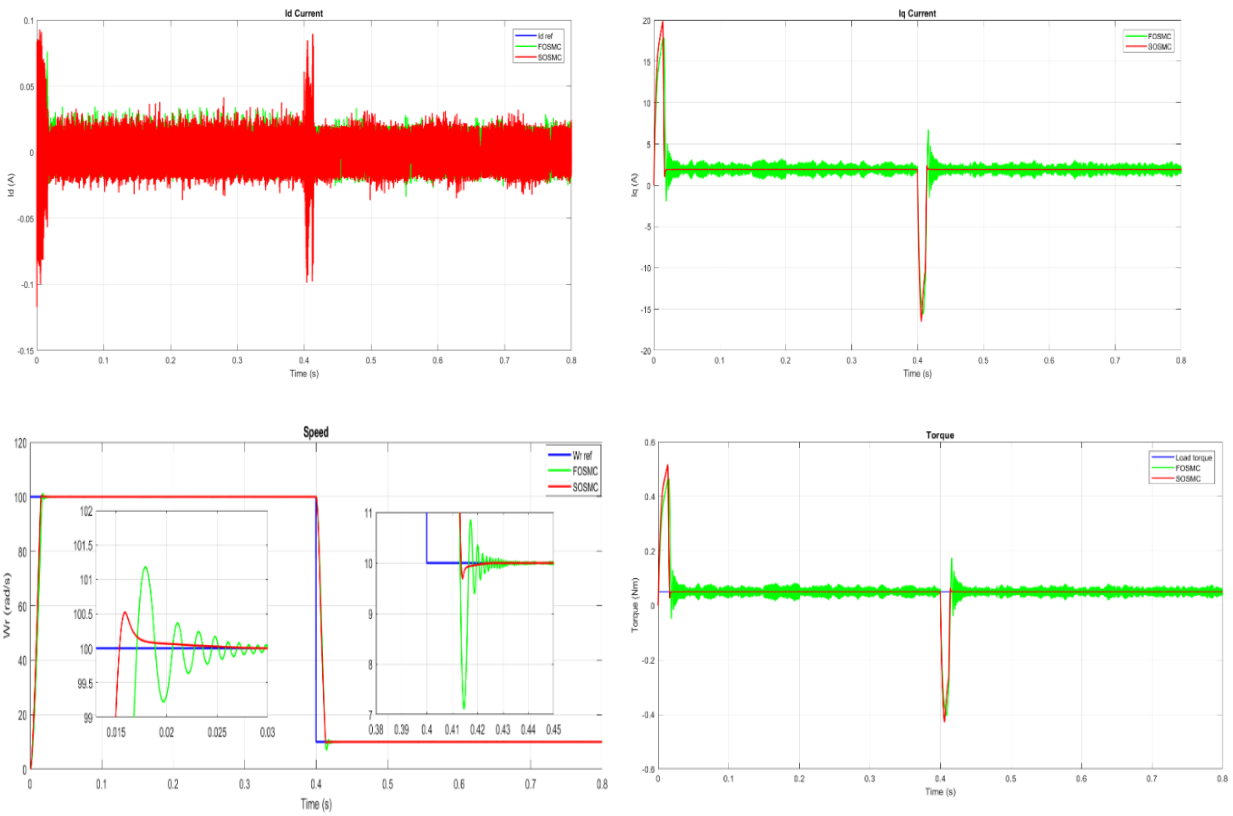 Id Current
0.1
0.05
0
-0.05
-0.1
-0.15
Id (A)
Id ref
FOSMC
SOSMC
0 0.1 0.2 0.3 0.4 0.5 0.6 0.7 0.8
Time (s)
Iq Current
20
15
10
5
0
-5
-10
-15
-20
Iq (A)
FOSMC
SOSMC
0 0.1 0.2 0.3 0.4 0.5 0.6 0.7 0.8
Time (s)
Speed
120
100
80
60
40
20
0
Wr (rad/s)
Wr ref
FOSMC
SOSMC
102
101.5
101
100.5
100
99.5
99
0.015 0.02 0.025 0.03
11
10
9
8
7
0.38 0.39 0.4 0.41 0.42 0.43 0.44 0.45
0 0.1 0.2 0.3 0.4 0.5 0.6 0.7 0.8
Time (s)
Torque
0.6
0.4
0.2
0
-0.2
-0.4
-0.6
Torque (Nm)
Load torque
FOSMC
SOSMC
0 0.1 0.2 0.3 0.4 0.5 0.6 0.7 0.8
Time (s)